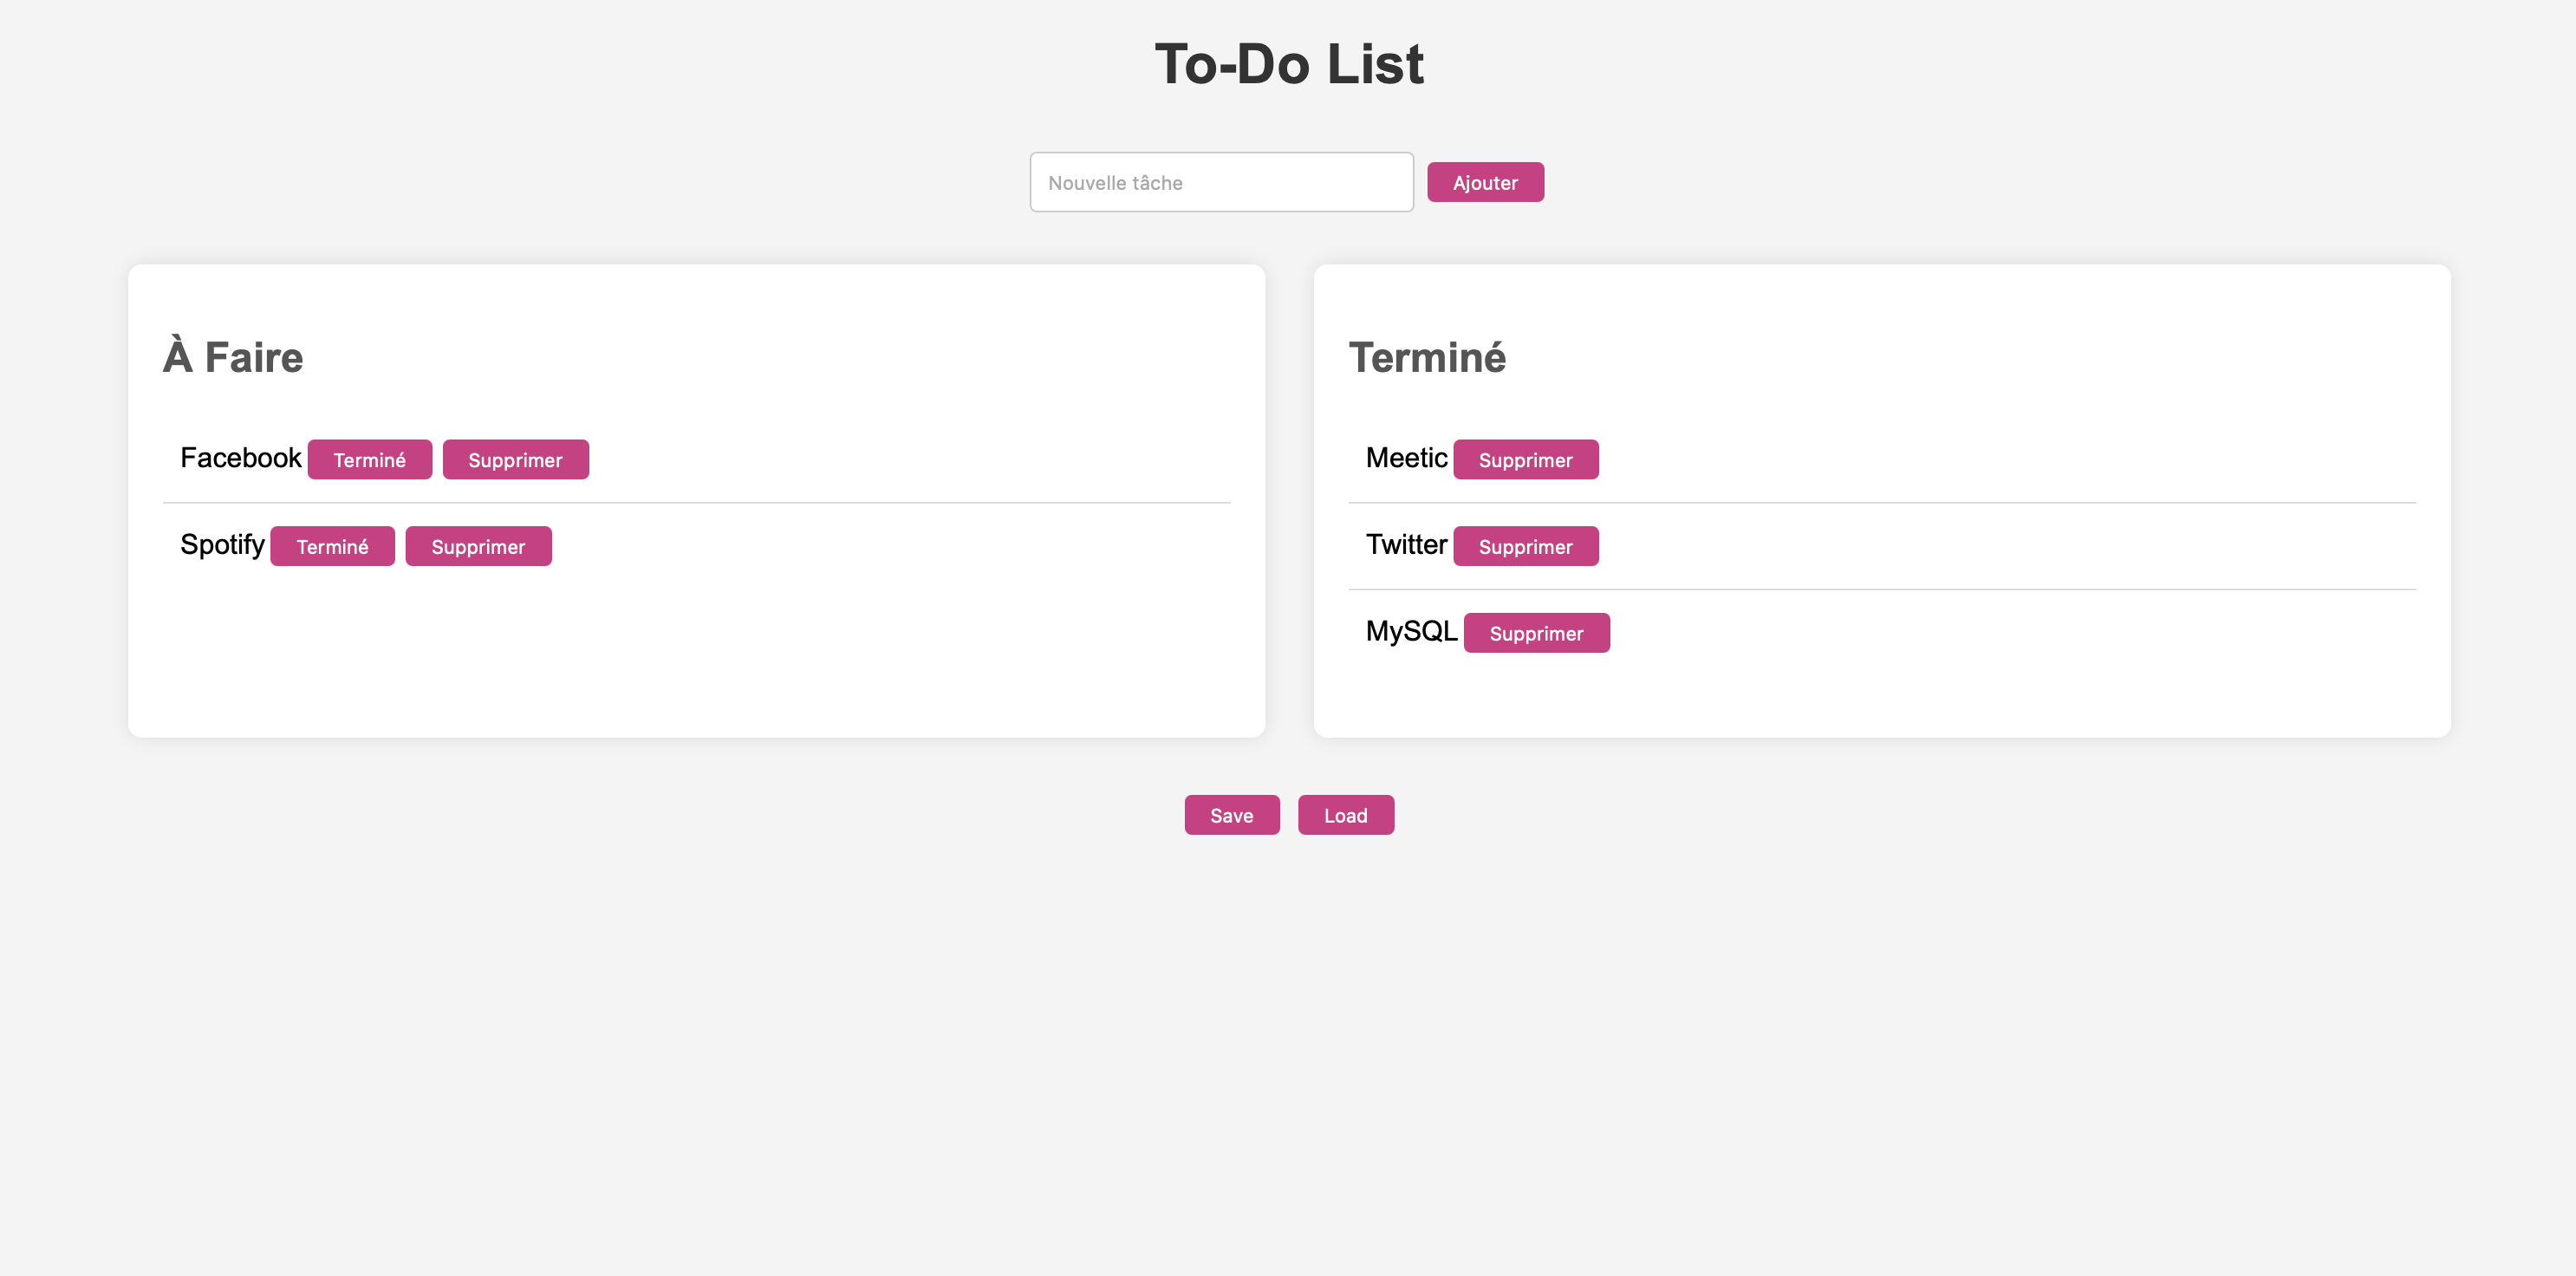 To-Do List
Nouvelle tâche Ajouter
À Faire
Facebook Terminé Supprimer
Spotify Terminé Supprimer
Terminé
Meetic Supprimer
Twitter Supprimer
MySQL Supprimer
Save Load